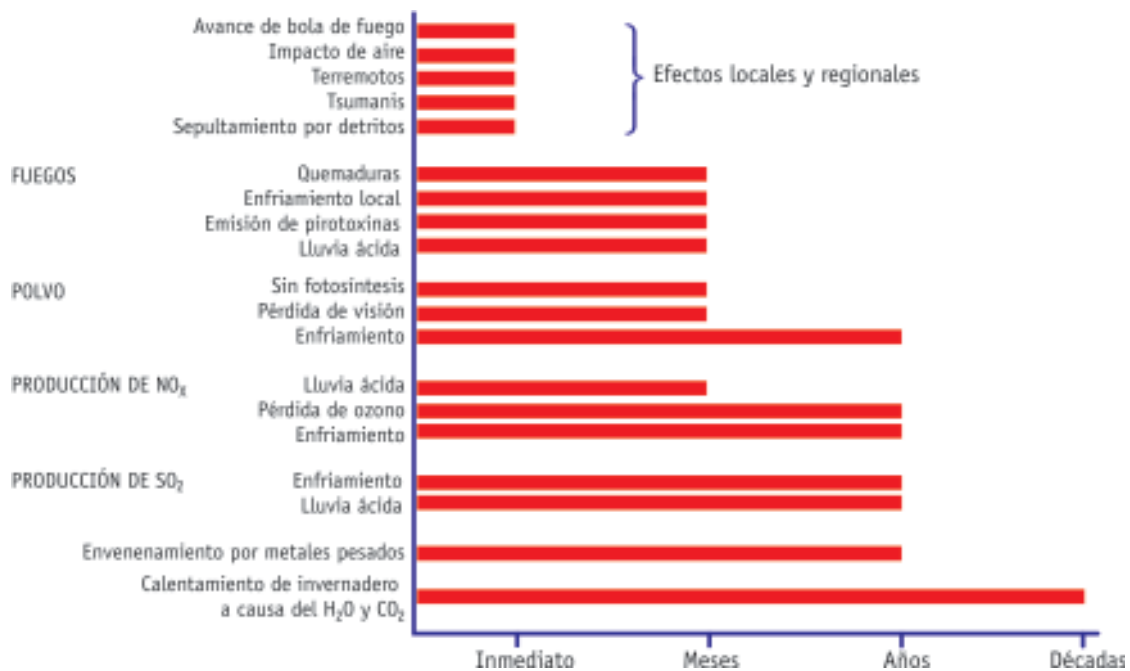 Avance de bola de fuego
Impacto de aire
Terremotos
Tsumanis
Sepultamiento por detritos
Efectos locales y regionales
FUEGOS
Quemaduras
Enfriamiento local
Emisión de pirotoxinas
Lluvia ácida
POLVO
Sin fotosíntesis
Pérdida de visión
Enfriamiento
PRODUCCIÓN DE NOₓ
Lluvia ácida
Pérdida de ozono
Enfriamiento
PRODUCCIÓN DE SO₂
Enfriamiento
Lluvia ácida
Envenenamiento por metales pesados
Calentamiento de invernadero
a causa del H₂O y CO₂
Inmediato Meses Años Décadas